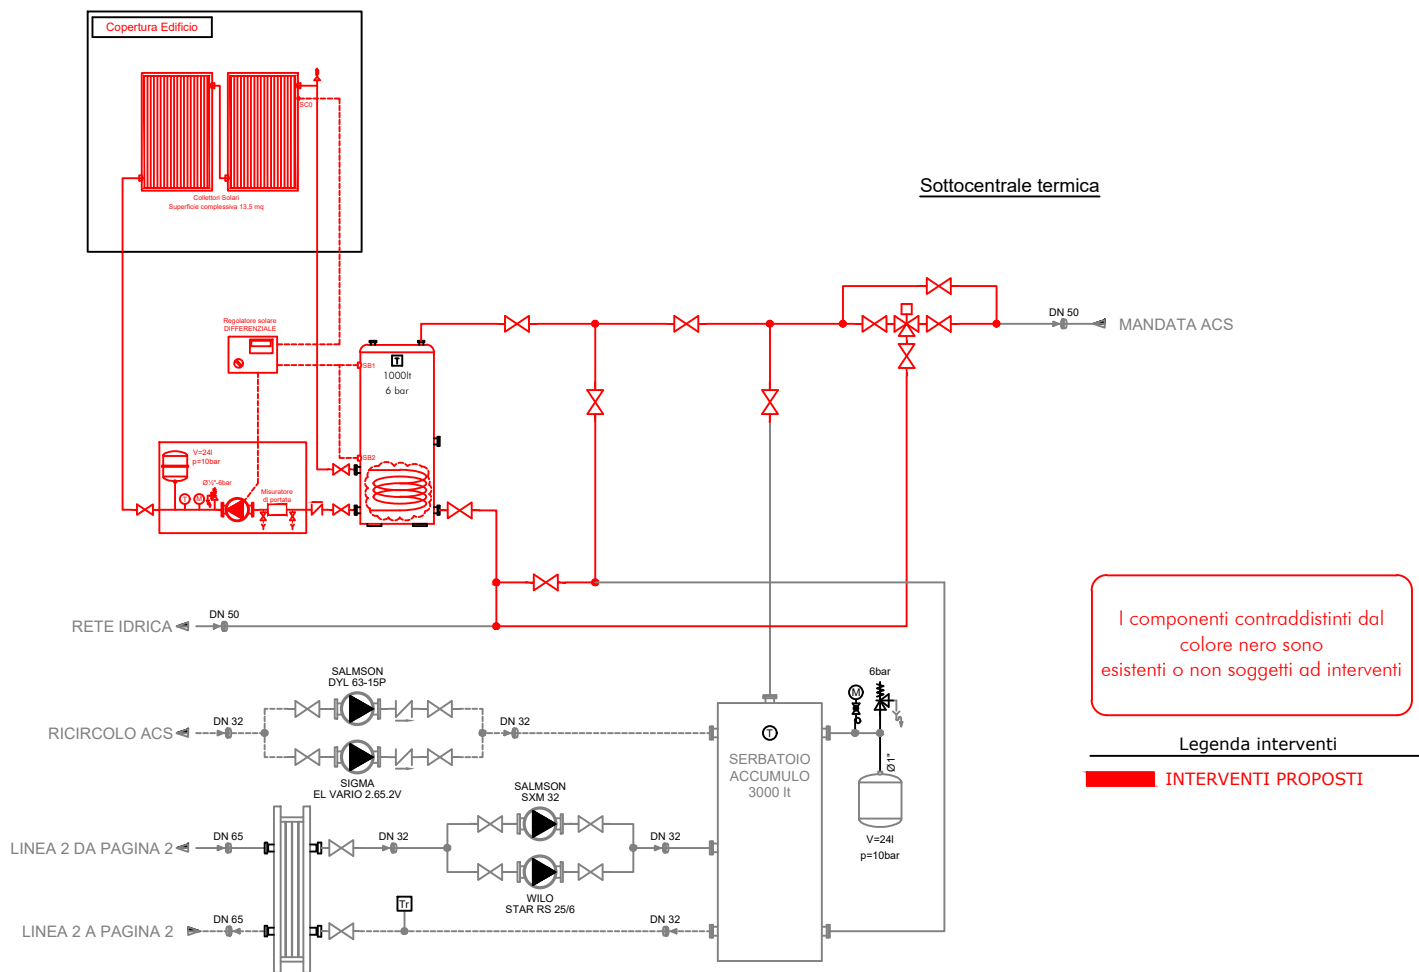 Copertura Edificio
SC0
Collettori Solari
Superficie complessiva 13,5 mq
Sottocentrale termica
DN 50
MANDATA ACS
Regolatore solare
DIFFERENZIALE
SB1
T
1000lt
6 bar
SB2
V=24l
p=10bar
Ø½"-6bar
T
M
Misuratore
di portata
RETE IDRICA
DN 50
I componenti contraddistinti dal
colore nero sono
esistenti o non soggetti ad interventi
Legenda interventi
INTERVENTI PROPOSTI
SALMSON
DYL 63-15P
RICIRCOLO ACS
DN 32
DN 32
SIGMA
EL VARIO 2.65.2V
T
SERBATOIO
ACCUMULO
3000 lt
M
6bar
Ø1"
V=24l
p=10bar
SALMSON
SXM 32
LINEA 2 DA PAGINA 2
DN 65
DN 32
DN 32
WILO
STAR RS 25/6
Tr
LINEA 2 A PAGINA 2
DN 65
DN 32